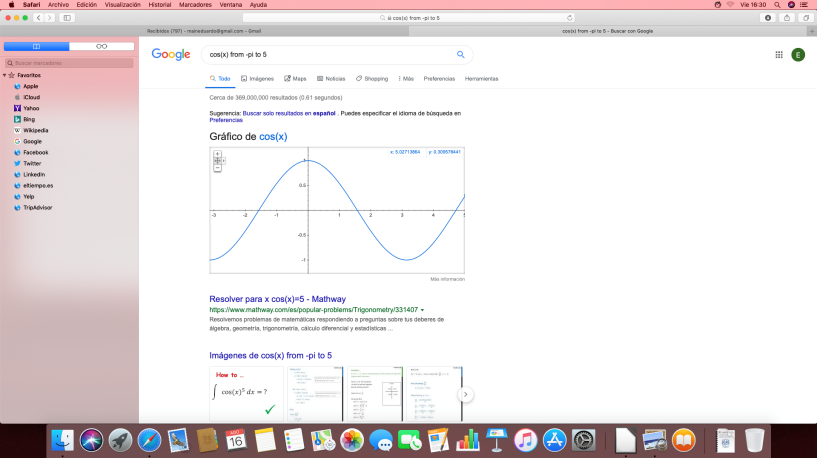 Safari Archivo Edición Visualización Historial Marcadores Ventana Ayuda
Vie 16:30
cos(x) from -pi to 5
Recibidos (797) - maineduardo@gmail.com - Gmail
cos(x) from -pi to 5 - Buscar con Google
Buscar marcadores
Favoritos
Apple
iCloud
Yahoo
Bing
Wikipedia
Google
Facebook
Twitter
LinkedIn
eltiempo.es
Yelp
TripAdvisor
Google
cos(x) from -pi to 5
E
Todo Imágenes Maps Noticias Shopping Más Preferencias Herramientas
Cerca de 369,000,000 resultados (0.61 segundos)
Sugerencia: Buscar solo resultados en español . Puedes especificar el idioma de búsqueda en
Preferencias
Gráfico de cos(x)
x: 5.02713864 y: 0.309578441
0.5
-3 -2 -1 1 2 3 4 5
-0.5
-1
Más información
Resolver para x cos(x)=5 - Mathway
https://www.mathway.com/es/popular-problems/Trigonometry/331407
Resolvemos problemas de matemáticas respondiendo a preguntas sobre tus deberes de
álgebra, geometría, trigonometría, cálculo diferencial y estadísticas ...
Imágenes de cos(x) from -pi to 5
How to ...
∫ cos(x)⁵ dx = ?
16